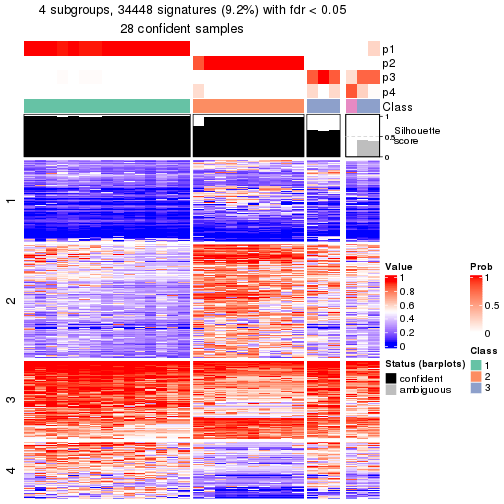 4 subgroups, 34448 signatures (9.2%) with fdr < 0.05
28 confident samples
p1
p2
p3
p4
Class
1
0.5
0
Silhouette
score
1
2
3
4
Value
1
0.8
0.6
0.4
0.2
0
Prob
1
0.5
0
Status (barplots)
confident
ambiguous
Class
1
2
3